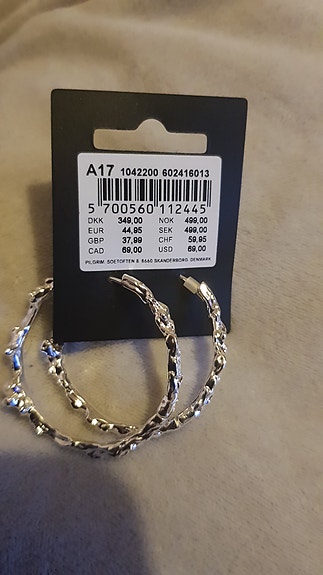 A17 1042200 602416013
5 700560 112445
DKK 349,00 NOK 499,00
EUR 44,95 SEK 499,00
GBP 37,99 CHF 59,95
CAD 69,00 USD 69,00
PILGRIM, SOETOFTEN 8, 8660 SKANDERBORG, DENMARK